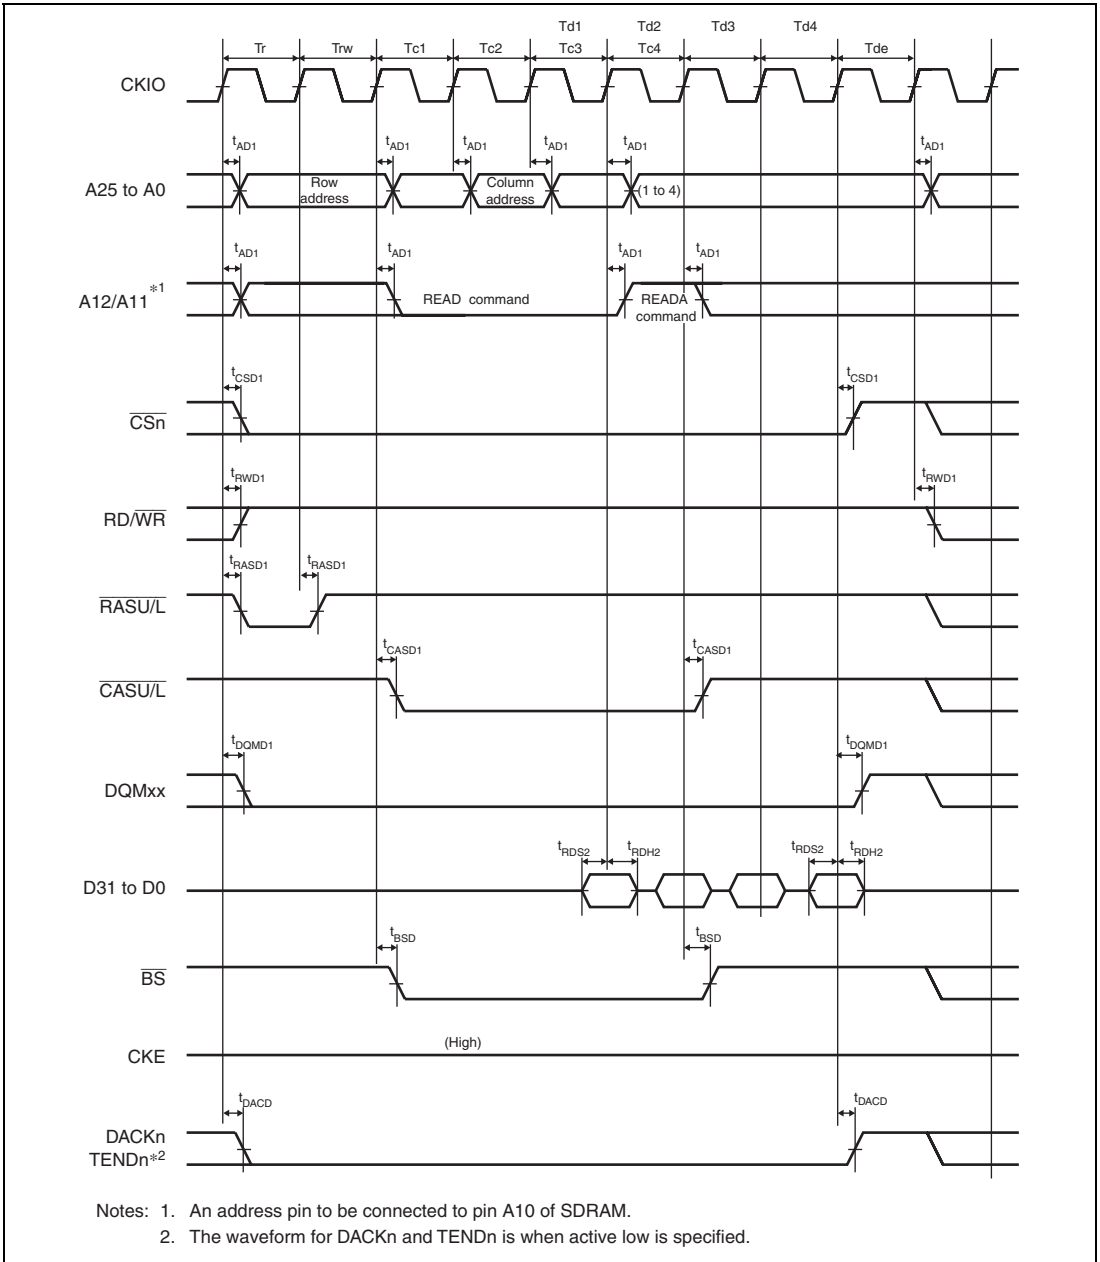 Td1 Td2 Td3 Td4
Tr Trw Tc1 Tc2 Tc3 Tc4 Tde
CKIO
tAD1 tAD1 tAD1 tAD1 tAD1 tAD1
A25 to A0
Row address
Column address
(1 to 4)
tAD1 tAD1 tAD1 tAD1
A12/A11*1
READ command
READA command
tCSD1 tCSD1
CSn
tRWD1 tRWD1
RD/WR
tRASD1 tRASD1
RASU/L
tCASD1 tCASD1
CASU/L
tDQMD1 tDQMD1
DQMxx
tRDS2 tRDH2 tRDS2 tRDH2
D31 to D0
tBSD tBSD
BS
(High)
CKE
tDACD tDACD
DACKn
TENDn*2
Notes: 1. An address pin to be connected to pin A10 of SDRAM.
2. The waveform for DACKn and TENDn is when active low is specified.